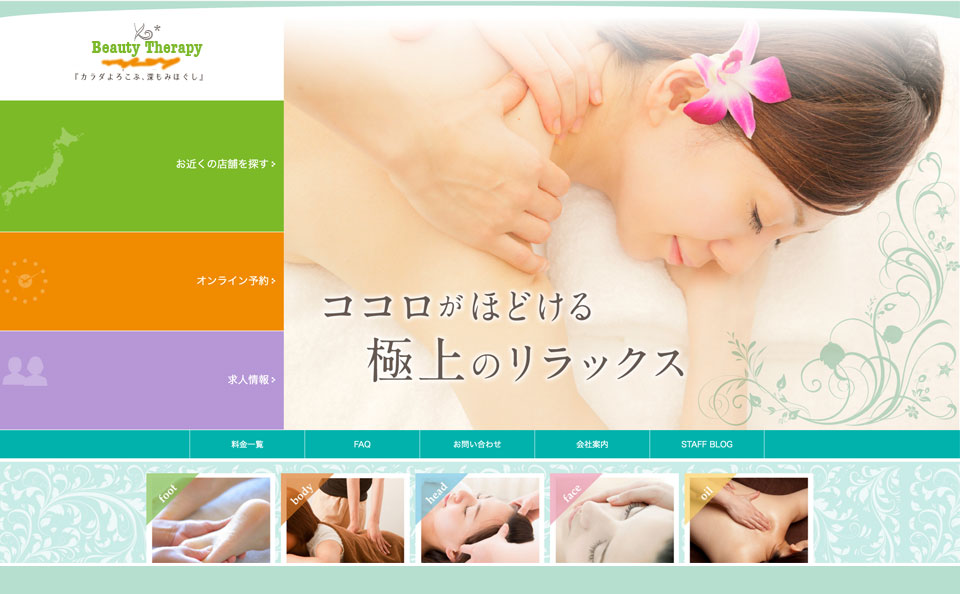 Beauty Therapy
『カラダよろこぶ、深もみほぐし』
お近くの店舗を探す >
オンライン予約 >
求人情報 >
ココロがほどける
極上のリラックス
料金一覧
FAQ
お問い合わせ
会社案内
STAFF BLOG
foot
body
head
face
oil